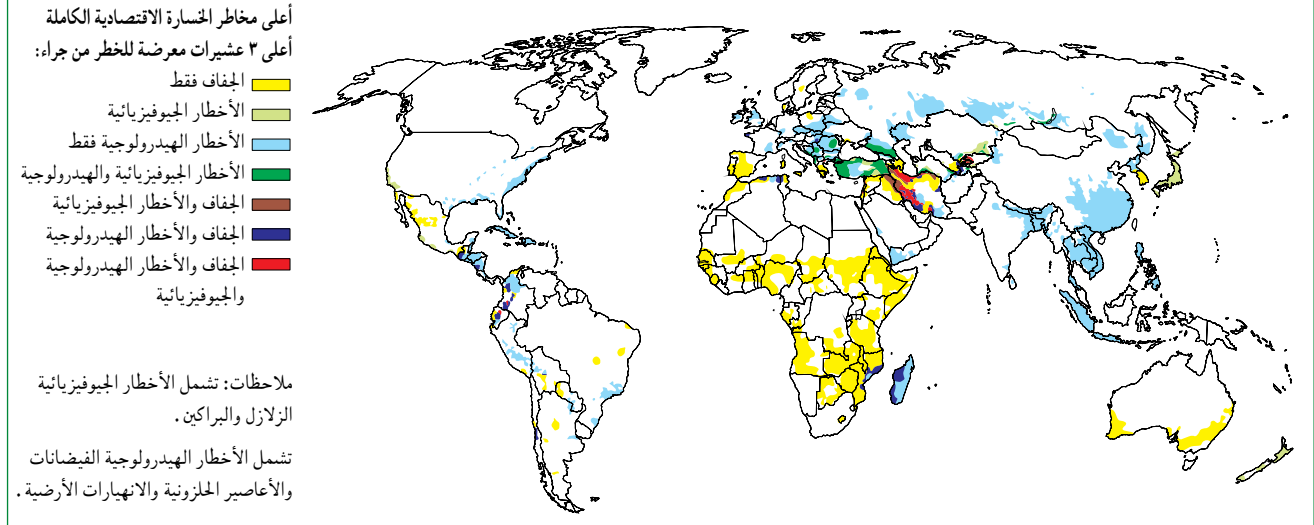 أعلى مخاطر الخسارة الاقتصادية الكاملة
أعلى ٣ عشيرات معرضة للخطر من جراء:
الجفاف فقط
الأخطار الجيوفيزيائية
الأخطار الهيدرولوجية فقط
الأخطار الجيوفيزيائية والهيدرولوجية
الجفاف والأخطار الجيوفيزيائية
الجفاف والأخطار الهيدرولوجية
الجفاف والأخطار الهيدرولوجية
والجيوفيزيائية
ملاحظات: تشمل الأخطار الجيوفيزيائية
الزلازل والبراكين.
تشمل الأخطار الهيدرولوجية الفيضانات
والأعاصير الحلزونية والانهيارات الأرضية.